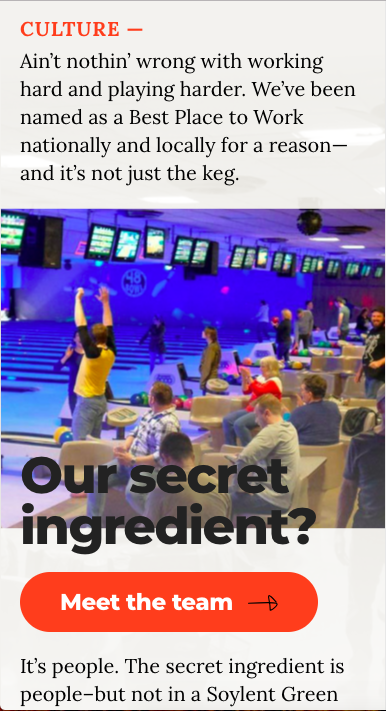 CULTURE —
Ain’t nothin’ wrong with working
hard and playing harder. We’ve been
named as a Best Place to Work
nationally and locally for a reason—
and it’s not just the keg.
Our secret
ingredient?
Meet the team
It’s people. The secret ingredient is
people–but not in a Soylent Green